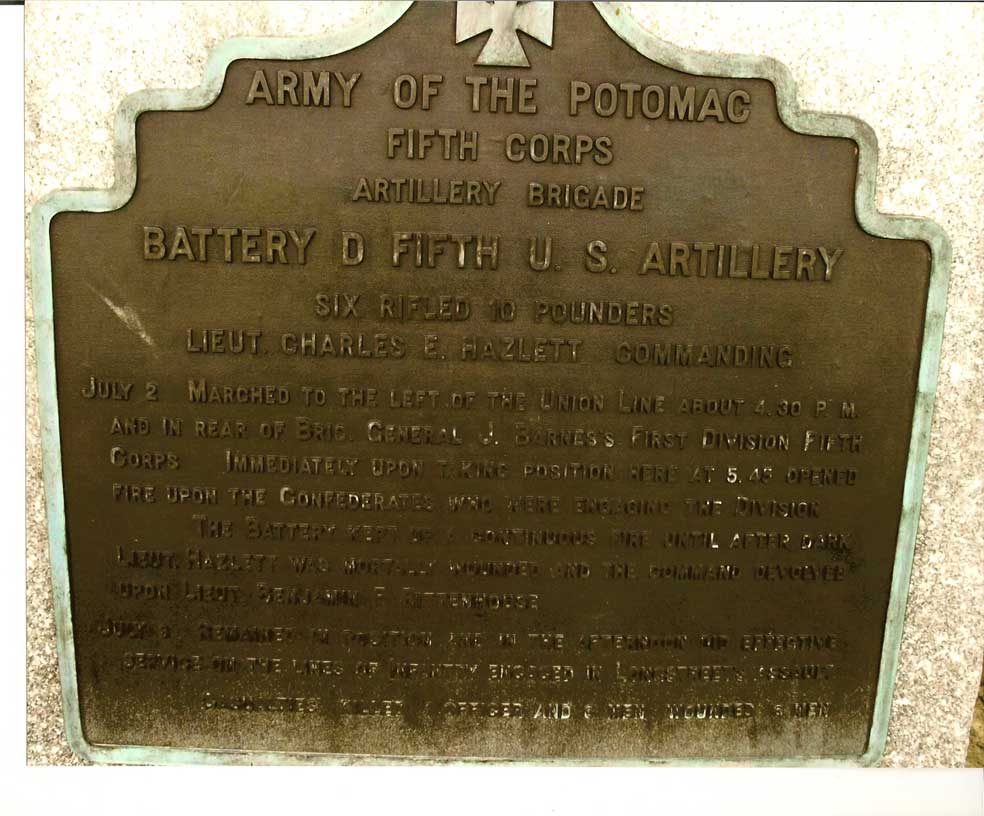 ARMY OF THE POTOMAC
FIFTH CORPS
ARTILLERY BRIGADE
BATTERY D FIFTH U. S. ARTILLERY
SIX RIFLED 10 POUNDERS
LIEUT. CHARLES E. HAZLETT COMMANDING
JULY 2 MARCHED TO THE LEFT OF THE UNION LINE ABOUT 4.30 P. M.
AND IN REAR OF BRIG. GENERAL J. BARNES'S FIRST DIVISION FIFTH
CORPS IMMEDIATELY UPON TAKING POSITION HERE AT 5.45 OPENED
FIRE UPON THE CONFEDERATES WHO WERE ENGAGING THE DIVISION
THE BATTERY KEPT UP A CONTINUOUS FIRE UNTIL AFTER DARK
LIEUT. HAZLETT WAS MORTALLY WOUNDED AND THE COMMAND DEVOLVED
UPON LIEUT. BENJAMIN F. RITTENHOUSE
JULY 3 REMAINED IN POSITION AND IN THE AFTERNOON DID EFFECTIVE
SERVICE ON THE LINES OF INFANTRY ENGAGED IN LONGSTREET'S ASSAULT
CASUALTIES KILLED 1 OFFICER AND 6 MEN WOUNDED MEN